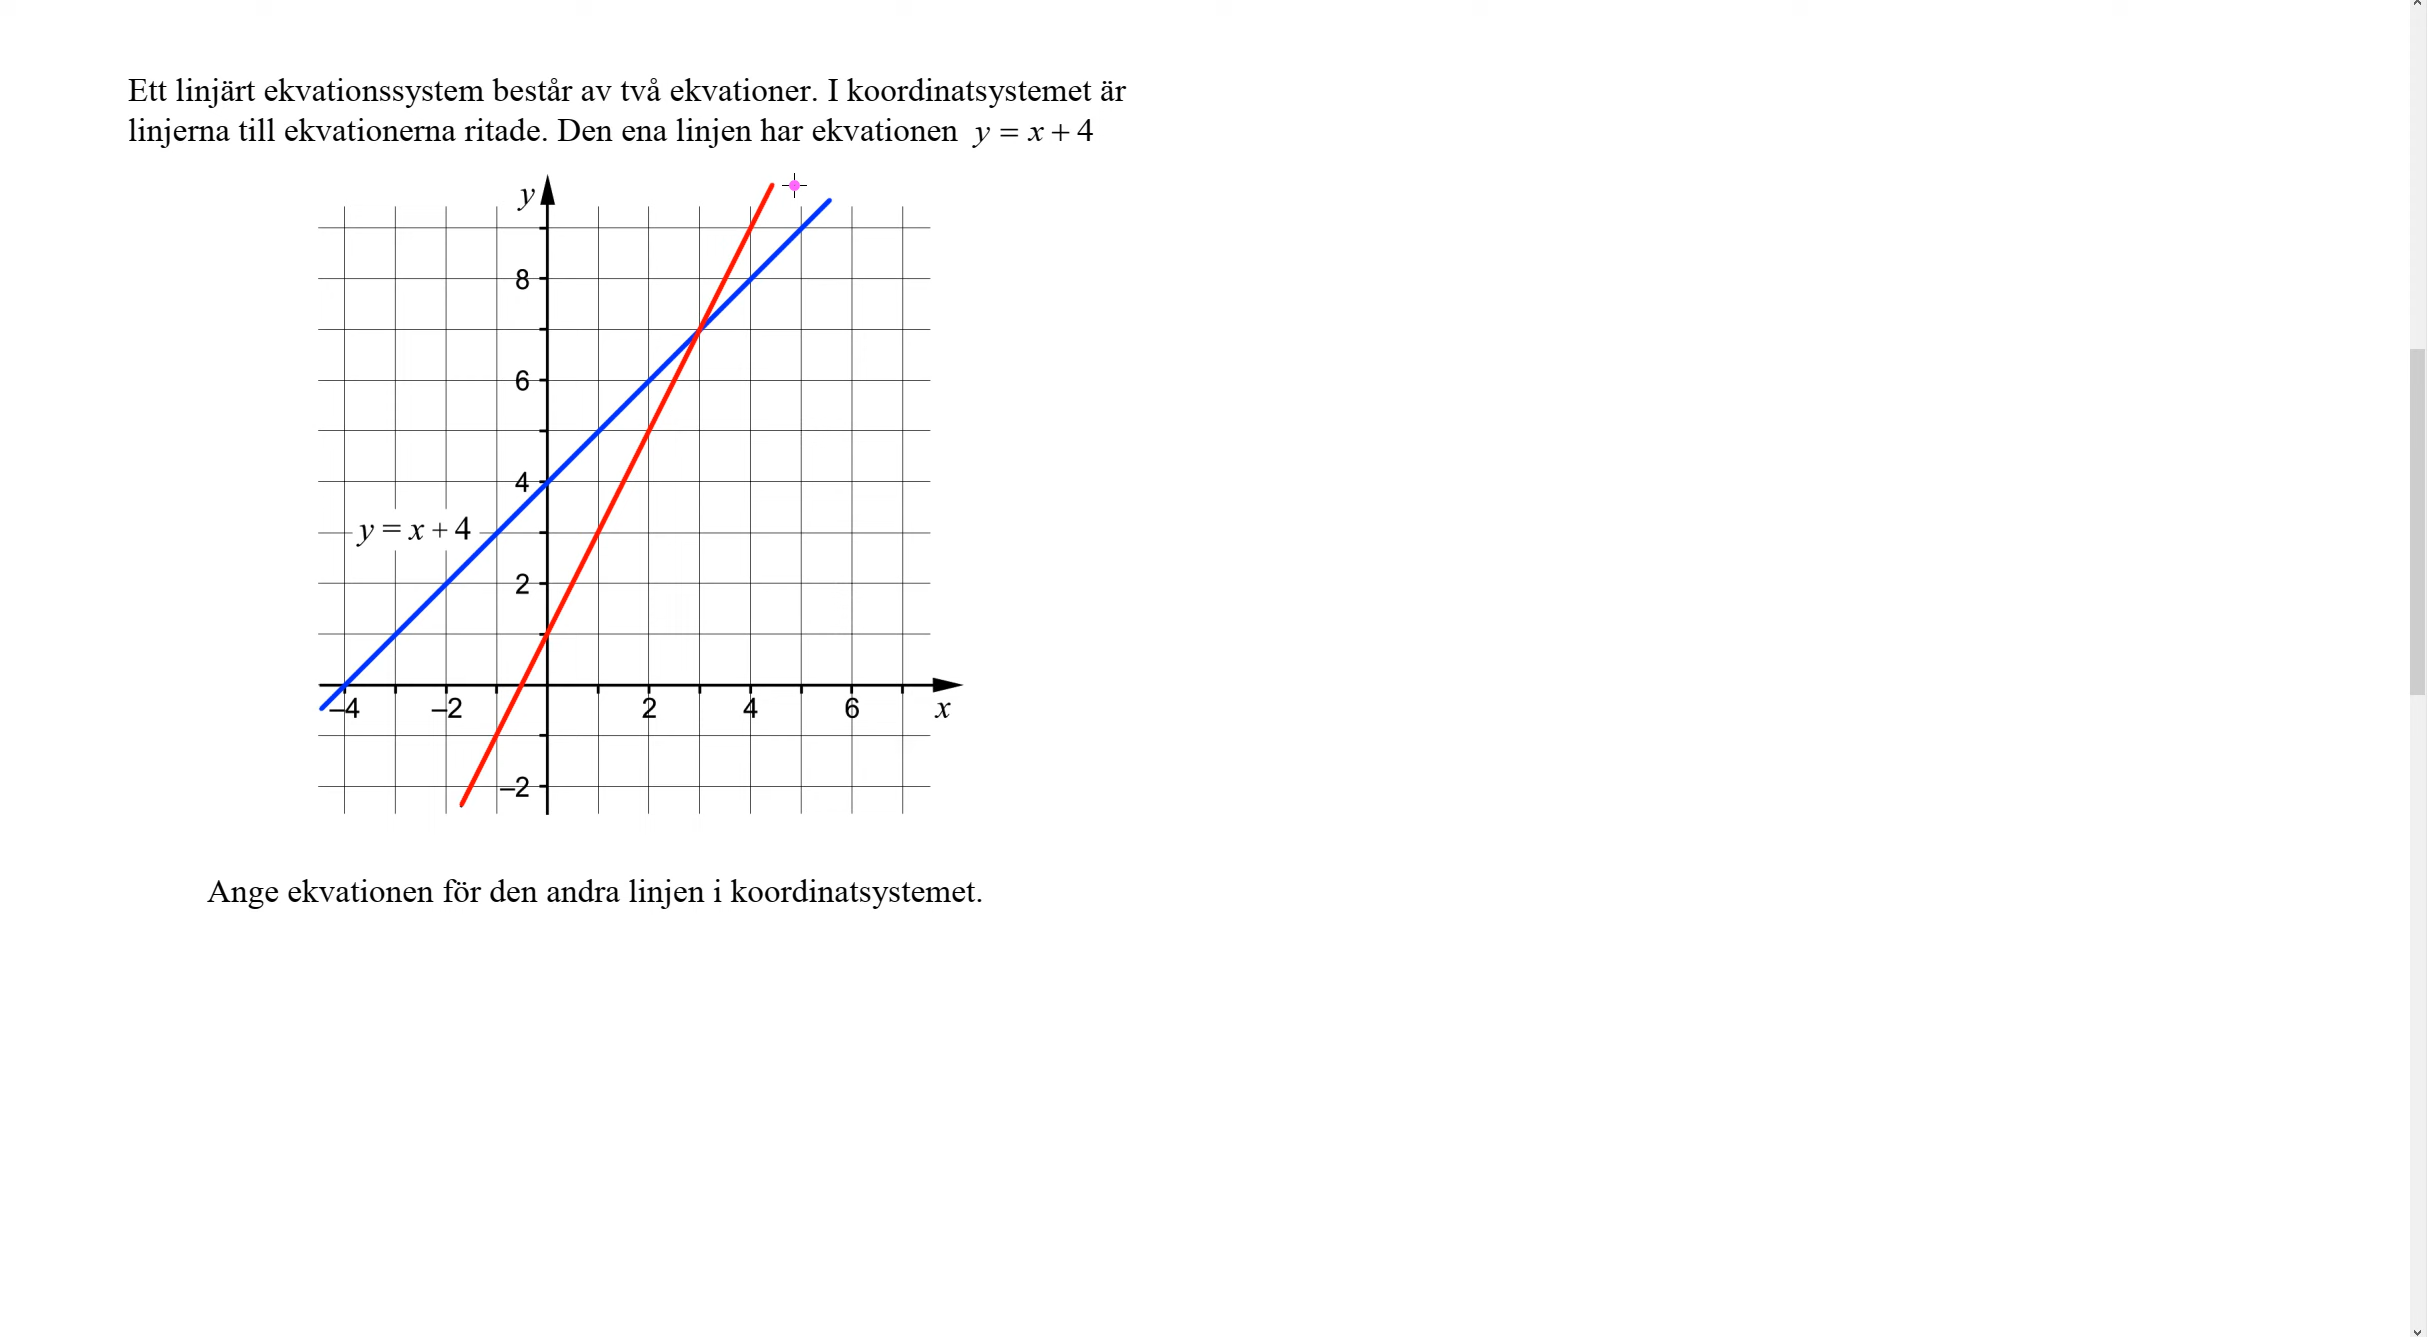 Ett linjärt ekvationssystem består av två ekvationer. I koordinatsystemet är
linjerna till ekvationerna ritade. Den ena linjen har ekvationen y = x + 4
y
8
6
4
y = x + 4
2
–4 –2 2 4 6 x
–2
Ange ekvationen för den andra linjen i koordinatsystemet.